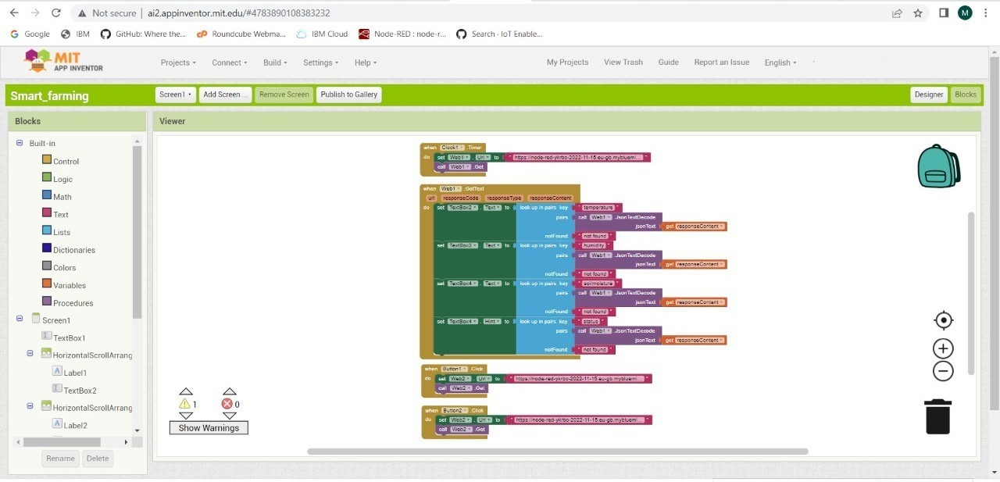 Not secure | ai2.appinventor.mit.edu/#4783890108383232
M
Google IBM GitHub: Where the... Roundcube Webma... IBM Cloud Node-RED : node-r... Search · IoT Enable...
MIT APP INVENTOR
Projects Connect Build Settings Help My Projects View Trash Guide Report an Issue English
Smart_farming Screen1 Add Screen ... Remove Screen Publish to Gallery Designer Blocks
Blocks
Viewer
Built-in
Control
Logic
Math
Text
Lists
Dictionaries
Colors
Variables
Procedures
Screen1
TextBox1
HorizontalScrollArrang
Label1
TextBox2
HorizontalScrollArrang
Label2
Rename Delete
when Clock1 .Timer
do set Web1 . Url to " https://node-red-ykrbc-2022-11-15.eu-gb.mybluemi... "
call Web1 .Get
when Web1 .GotText
url responseCode responseType responseContent
do set TextBox2 . Text to look up in pairs key " temperature "
pairs call Web1 .JsonTextDecode
jsonText get responseContent
notFound " not found "
set TextBox3 . Text to look up in pairs key " humidity "
pairs call Web1 .JsonTextDecode
jsonText get responseContent
notFound " not found "
set TextBox4 . Text to look up in pairs key " soilmoisture "
pairs call Web1 .JsonTextDecode
jsonText get responseContent
notFound " not found "
set TextBox4 . Hint to look up in pairs key " status "
pairs call Web1 .JsonTextDecode
jsonText get responseContent
notFound " not found "
when Button1 .Click
do set Web2 . Url to " https://node-red-ykrbc-2022-11-15.eu-gb.mybluemi... "
call Web2 .Get
when Button2 .Click
do set Web2 . Url to " https://node-red-ykrbc-2022-11-15.eu-gb.mybluemi... "
call Web2 .Get
1 0
Show Warnings